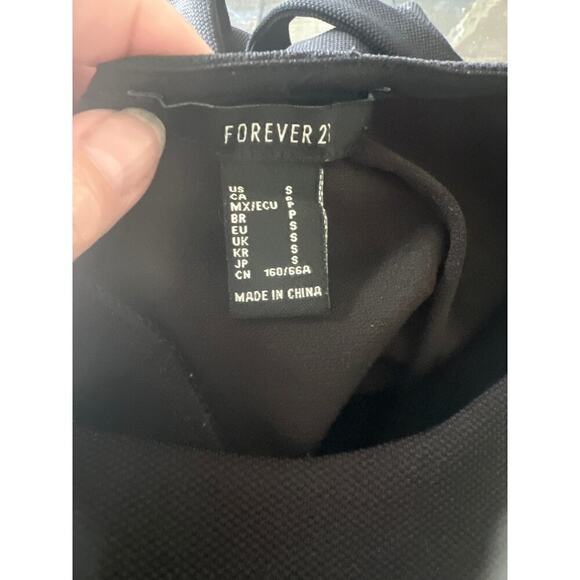 FOREVER 21
US S
CA S
MX/ECU P
BR P
EU S
UK S
KR S
JP S
CN 160/66A
MADE IN CHINA